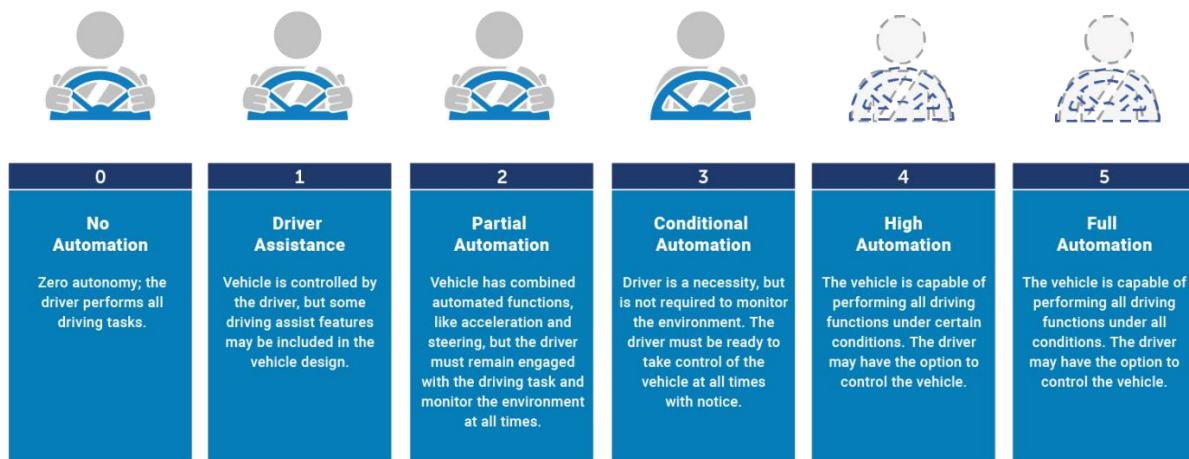 0
No
Automation
Zero autonomy; the
driver performs all
driving tasks.
1
Driver
Assistance
Vehicle is controlled by
the driver, but some
driving assist features
may be included in the
vehicle design.
2
Partial
Automation
Vehicle has combined
automated functions,
like acceleration and
steering, but the driver
must remain engaged
with the driving task and
monitor the environment
at all times.
3
Conditional
Automation
Driver is a necessity, but
is not required to monitor
the environment. The
driver must be ready to
take control of the
vehicle at all times
with notice.
4
High
Automation
The vehicle is capable of
performing all driving
functions under certain
conditions. The driver
may have the option to
control the vehicle.
5
Full
Automation
The vehicle is capable of
performing all driving
functions under all
conditions. The driver
may have the option to
control the vehicle.